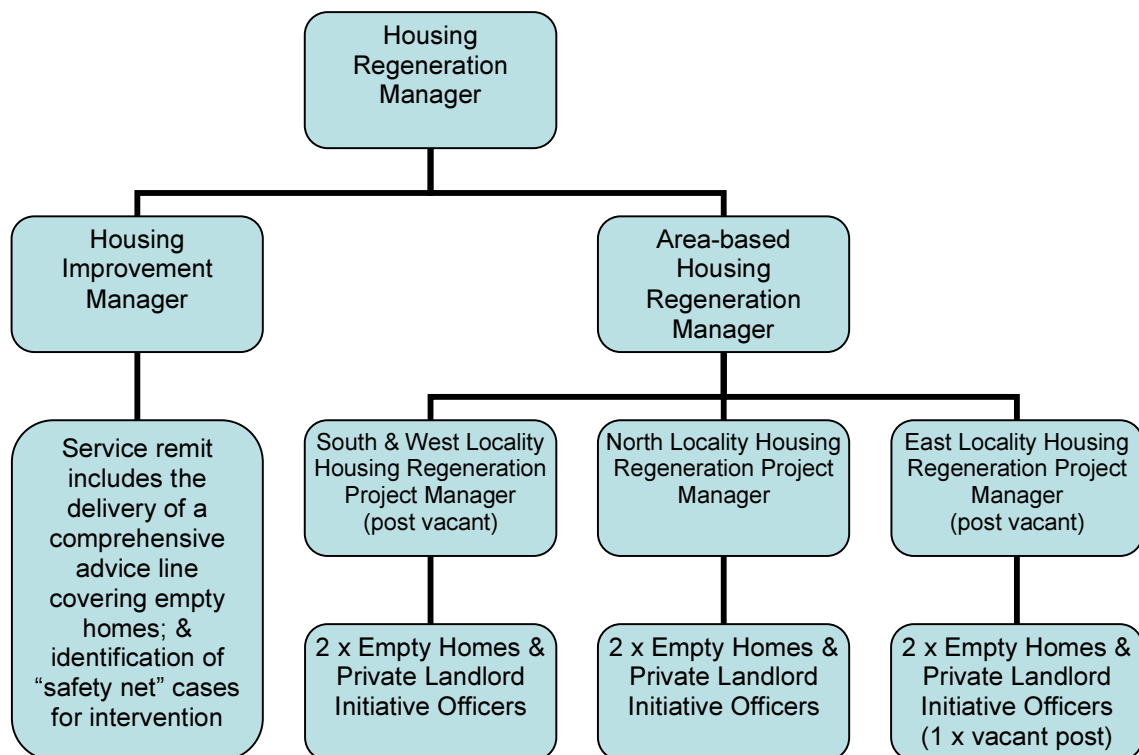 Housing
Regeneration
Manager
Housing
Improvement
Manager
Area-based
Housing
Regeneration
Manager
Service remit
includes the
delivery of a
comprehensive
advice line
covering empty
homes; &
identification of
“safety net” cases
for intervention
South & West Locality
Housing Regeneration
Project Manager
(post vacant)
North Locality Housing
Regeneration Project
Manager
East Locality Housing
Regeneration Project
Manager
(post vacant)
2 x Empty Homes &
Private Landlord
Initiative Officers
2 x Empty Homes &
Private Landlord
Initiative Officers
2 x Empty Homes &
Private Landlord
Initiative Officers
(1 x vacant post)